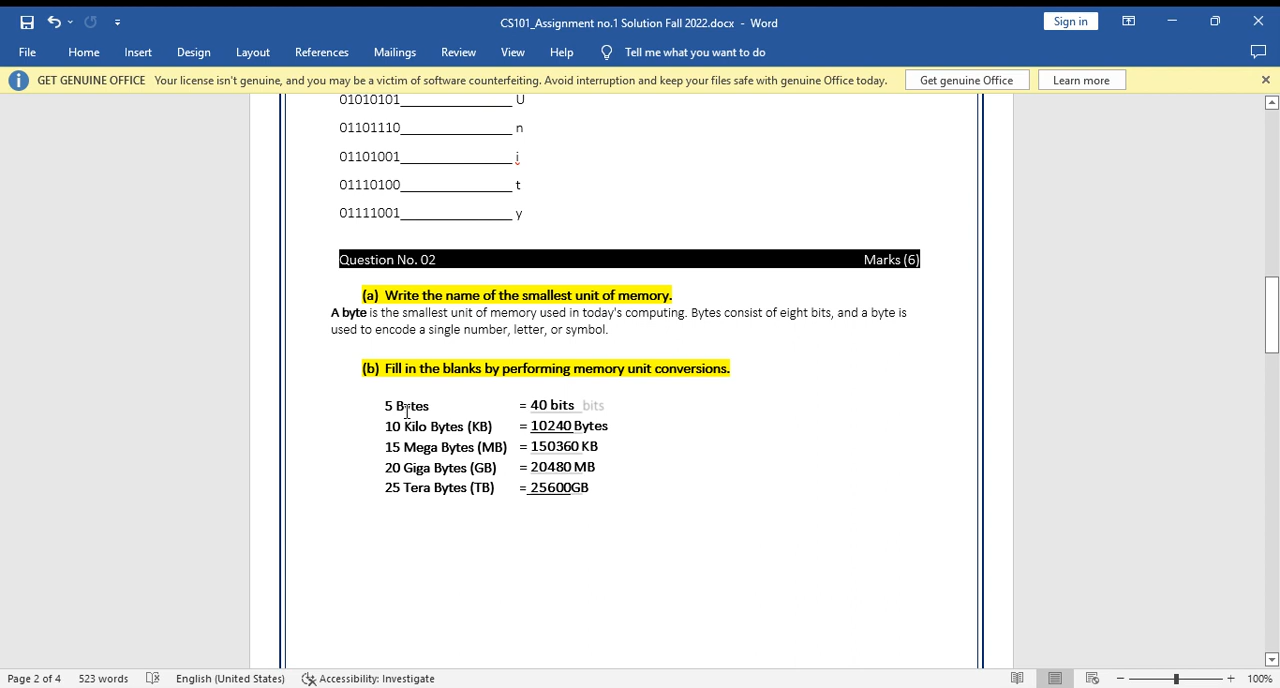 CS101_Assignment no.1 Solution Fall 2022.docx - Word
Sign in
File Home Insert Design Layout References Mailings Review View Help Tell me what you want to do
GET GENUINE OFFICE Your license isn't genuine, and you may be a victim of software counterfeiting. Avoid interruption and keep your files safe with genuine Office today. Get genuine Office Learn more
01010101________________ U
01101110________________ n
01101001________________ i
01110100________________ t
01111001________________ y
Question No. 02 Marks (6)
(a) Write the name of the smallest unit of memory.
A byte is the smallest unit of memory used in today's computing. Bytes consist of eight bits, and a byte is
used to encode a single number, letter, or symbol.
(b) Fill in the blanks by performing memory unit conversions.
5 Bytes = 40 bits bits
10 Kilo Bytes (KB) = 10240 Bytes
15 Mega Bytes (MB) = 150360 KB
20 Giga Bytes (GB) = 20480 MB
25 Tera Bytes (TB) = 25600GB
Page 2 of 4 523 words English (United States) Accessibility: Investigate 100%